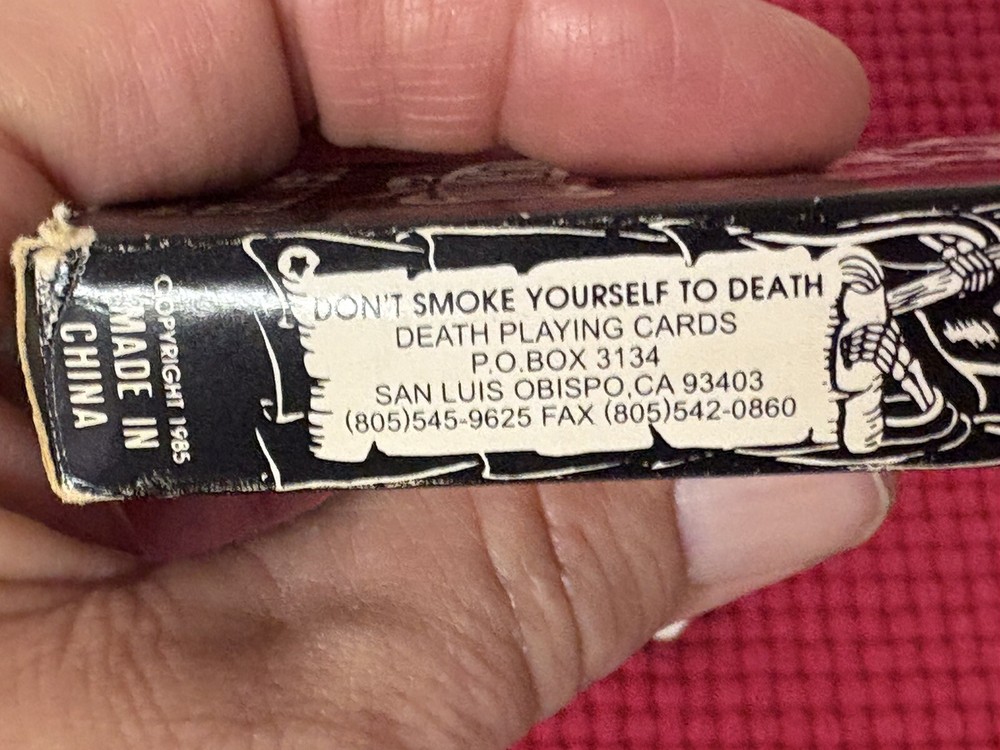 DON'T SMOKE YOURSELF TO DEATH
DEATH PLAYING CARDS
P.O.BOX 3134
SAN LUIS OBISPO,CA 93403
(805)545-9625 FAX (805)542-0860
COPYRIGHT 1985
MADE IN
CHINA